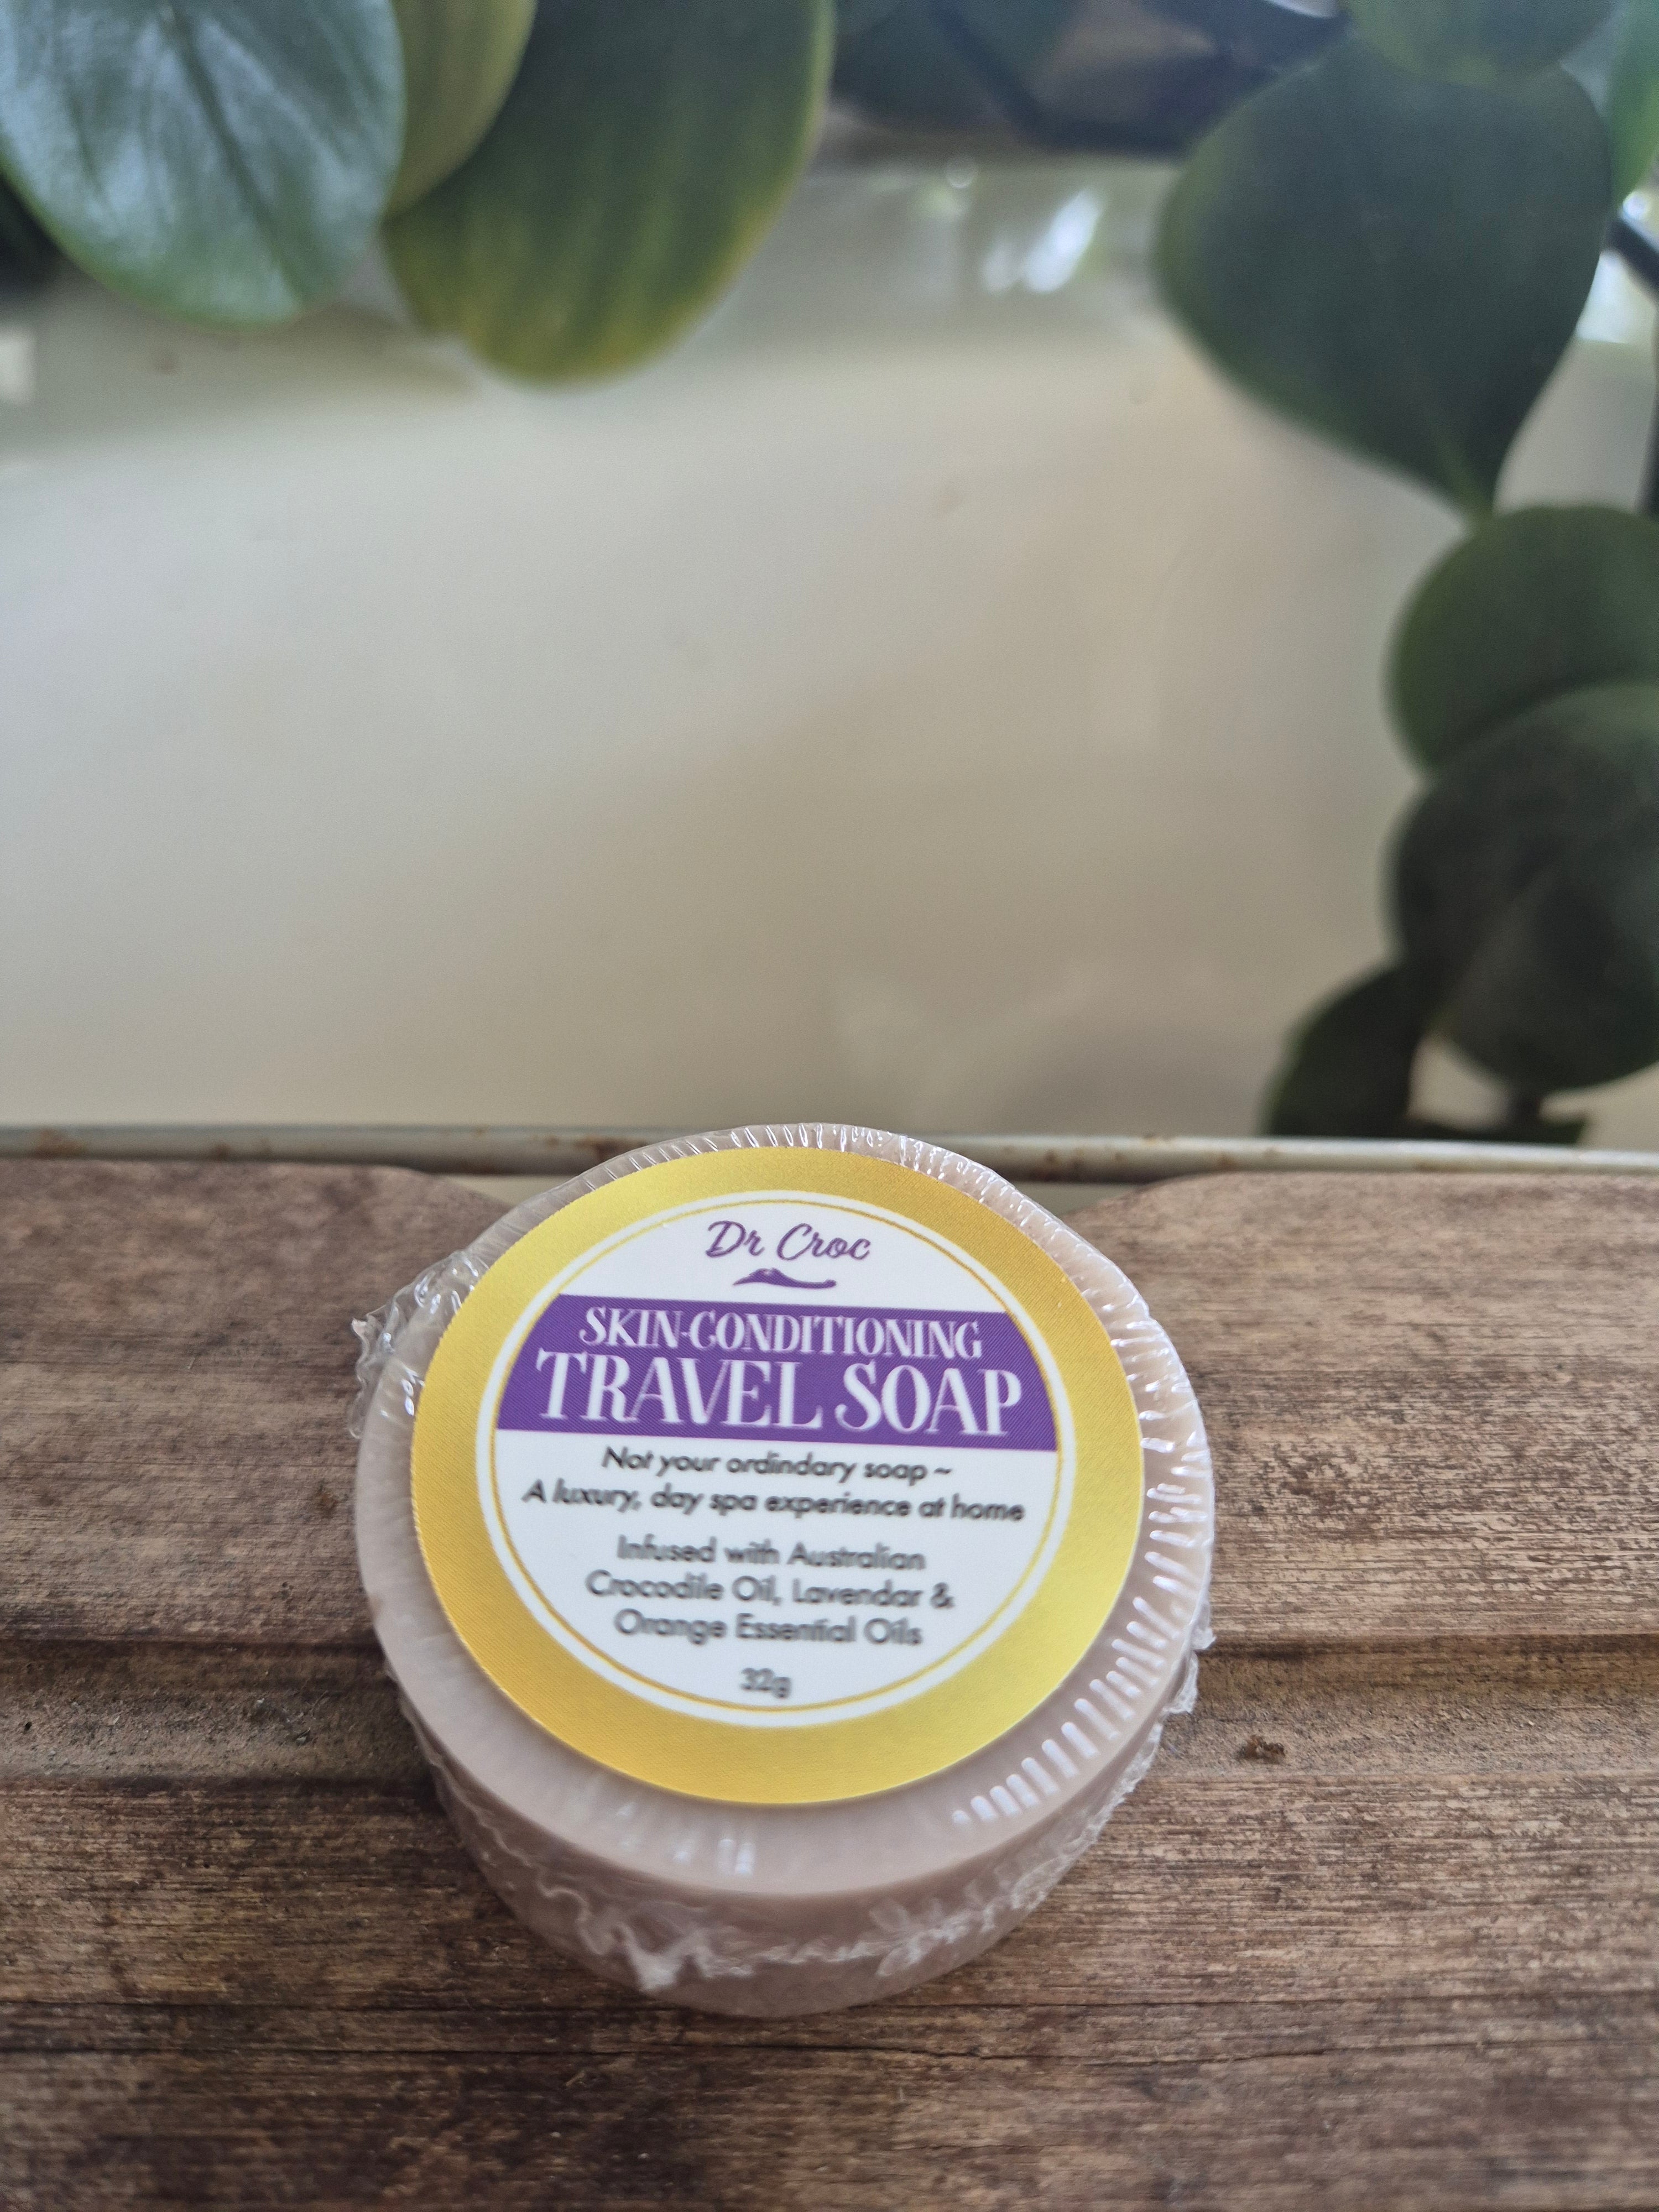 Dr Croc
SKIN-CONDITIONING
TRAVEL SOAP
Not your ordindary soap ~
A luxury, day spa experience at home
Infused with Australian
Crocodile Oil, Lavendar &
Orange Essential Oils
32g